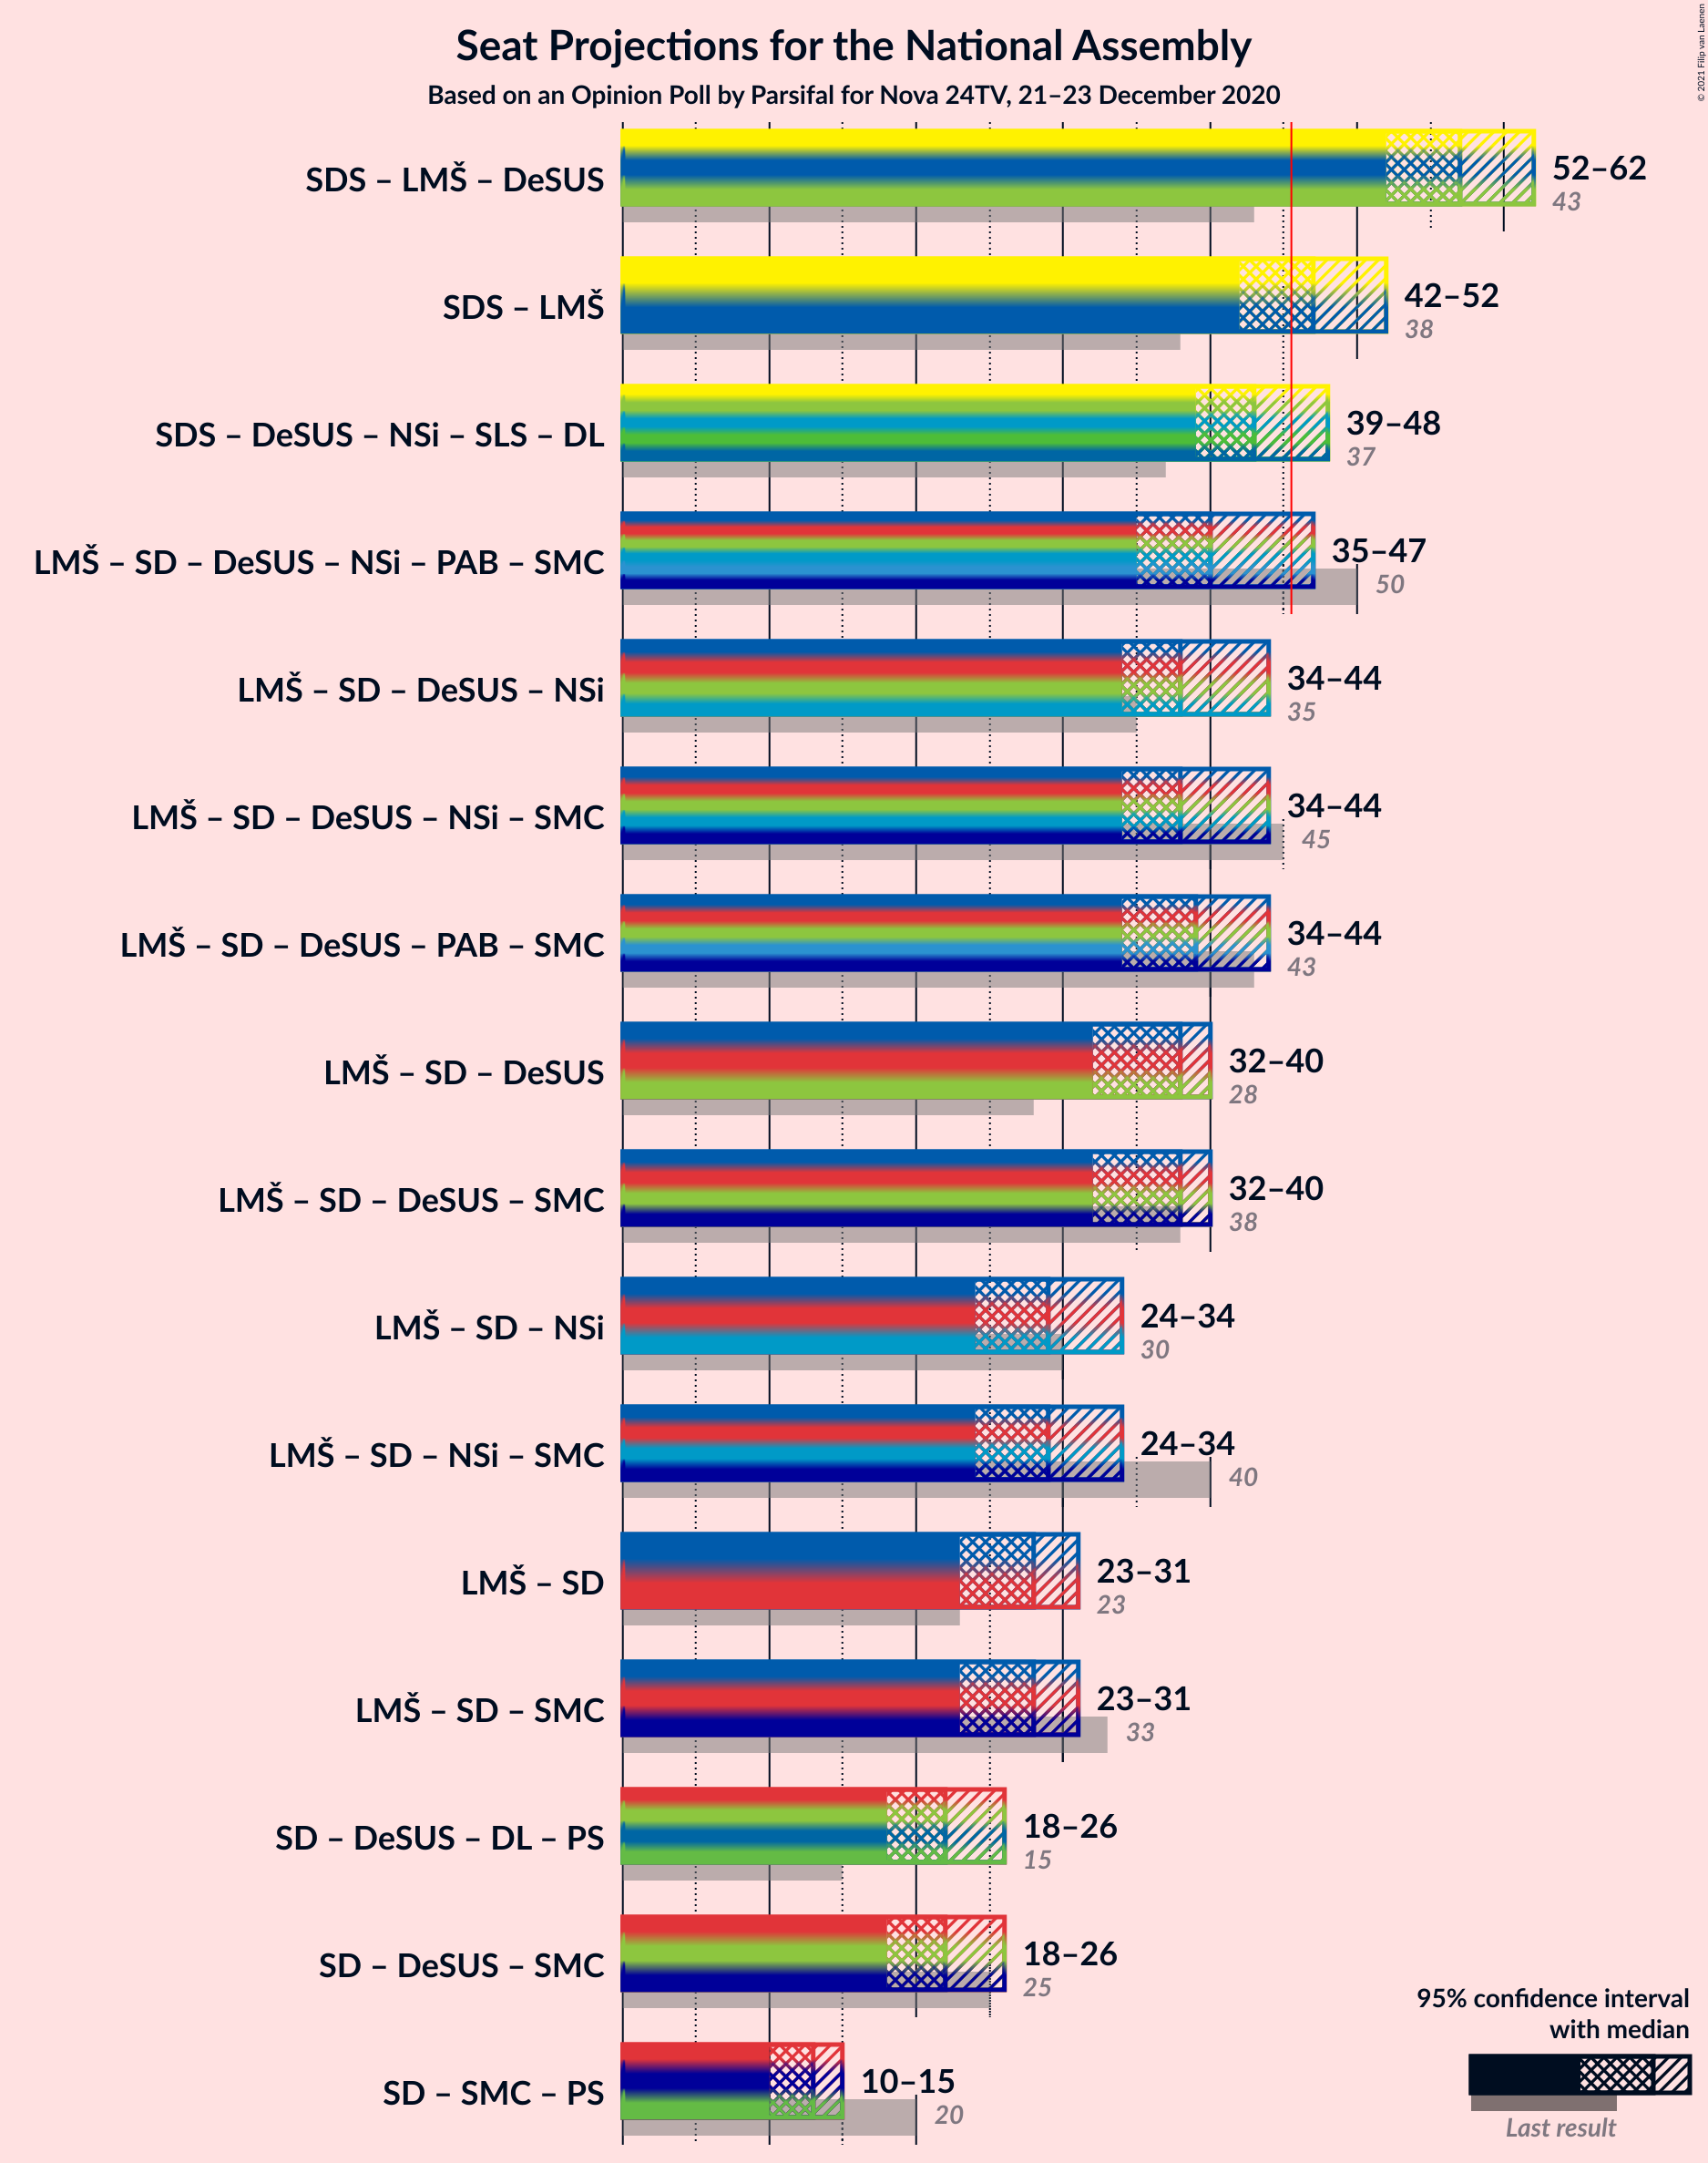 Seat Projections for the National Assembly
Based on an Opinion Poll by Parsifal for Nova 24TV, 21–23 December 2020
© 2021 Filip van Laenen
SDS – LMŠ – DeSUS
52–62
43
SDS – LMŠ
42–52
38
SDS – DeSUS – NSi – SLS – DL
39–48
37
LMŠ – SD – DeSUS – NSi – PAB – SMC
35–47
50
LMŠ – SD – DeSUS – NSi
34–44
35
LMŠ – SD – DeSUS – NSi – SMC
34–44
45
LMŠ – SD – DeSUS – PAB – SMC
34–44
43
LMŠ – SD – DeSUS
32–40
28
LMŠ – SD – DeSUS – SMC
32–40
38
LMŠ – SD – NSi
24–34
30
LMŠ – SD – NSi – SMC
24–34
40
LMŠ – SD
23–31
23
LMŠ – SD – SMC
23–31
33
SD – DeSUS – DL – PS
18–26
15
SD – DeSUS – SMC
18–26
25
SD – SMC – PS
10–15
20
95% confidence interval
with median
Last result